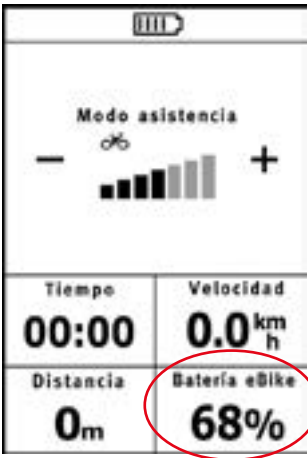 Modo asistencia
− +
Tiempo Velocidad
00:00 0.0 km/h
Distancia Batería eBike
0m 68%